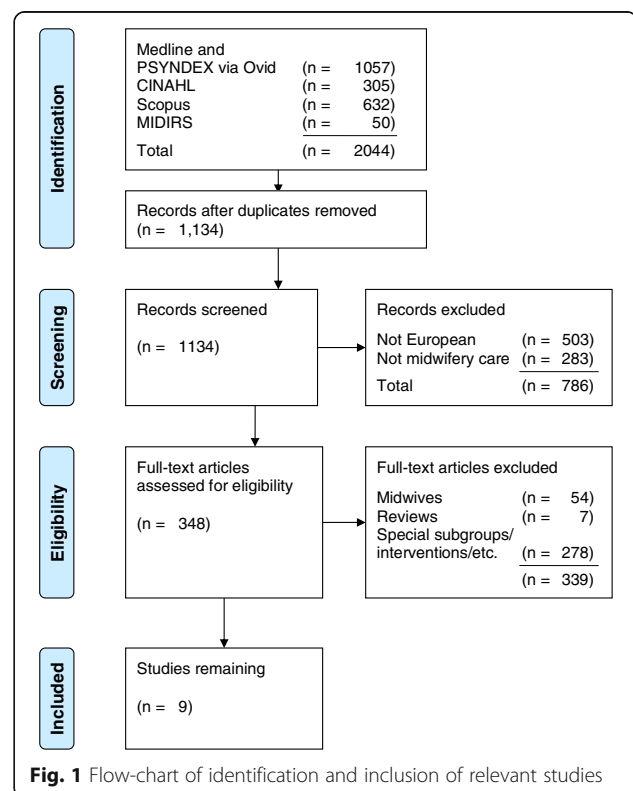 Identification
Medline and
PSYNDEX via Ovid (n = 1057)
CINAHL (n = 305)
Scopus (n = 632)
MIDIRS (n = 50)
Total (n = 2044)
Records after duplicates removed
(n = 1,134)
Screening
Records screened
(n = 1134)
Records excluded
Not European (n = 503)
Not midwifery care (n = 283)
Total (n = 786)
Eligibility
Full-text articles
assessed for eligibility
(n = 348)
Full-text articles excluded
Midwives (n = 54)
Reviews (n = 7)
Special subgroups/
interventions/etc. (n = 278)
(n = 339)
Included
Studies remaining
(n = 9)
Fig. 1 Flow-chart of identification and inclusion of relevant studies